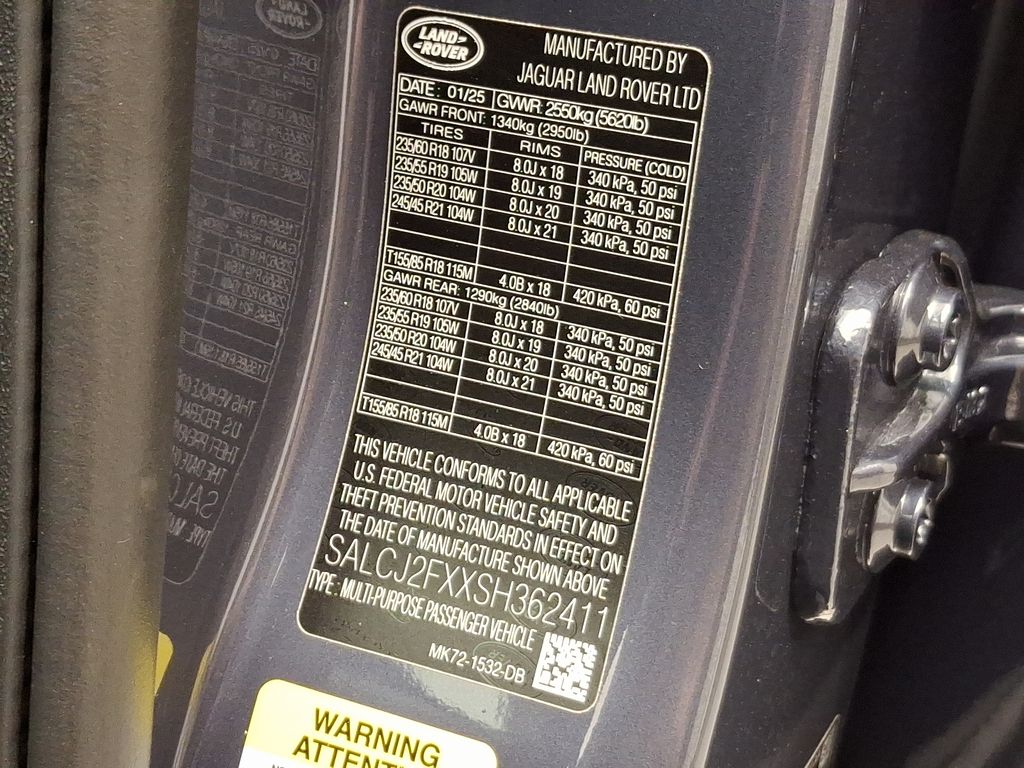 LAND
ROVER
MANUFACTURED BY
JAGUAR LAND ROVER LTD
DATE: 01/25 GVWR: 2550kg (5620lb)
GAWR FRONT: 1340kg (2950lb)
TIRES RIMS PRESSURE (COLD)
235/60 R18 107V 8.0J x 18 340 kPa, 50 psi
235/55 R19 105W 8.0J x 19 340 kPa, 50 psi
235/50 R20 104W 8.0J x 20 340 kPa, 50 psi
245/45 R21 104W 8.0J x 21 340 kPa, 50 psi
T155/85 R18 115M 4.0B x 18 420 kPa, 60 psi
GAWR REAR: 1290kg (2840lb)
235/60 R18 107V 8.0J x 18 340 kPa, 50 psi
235/55 R19 105W 8.0J x 19 340 kPa, 50 psi
235/50 R20 104W 8.0J x 20 340 kPa, 50 psi
245/45 R21 104W 8.0J x 21 340 kPa, 50 psi
T155/85 R18 115M 4.0B x 18 420 kPa, 60 psi
THIS VEHICLE CONFORMS TO ALL APPLICABLE
U.S. FEDERAL MOTOR VEHICLE SAFETY AND
THEFT PREVENTION STANDARDS IN EFFECT ON
THE DATE OF MANUFACTURE SHOWN ABOVE
SALCJ2FXXSH362411
TYPE: MULTI-PURPOSE PASSENGER VEHICLE
MK72-1532-DB
WARNING